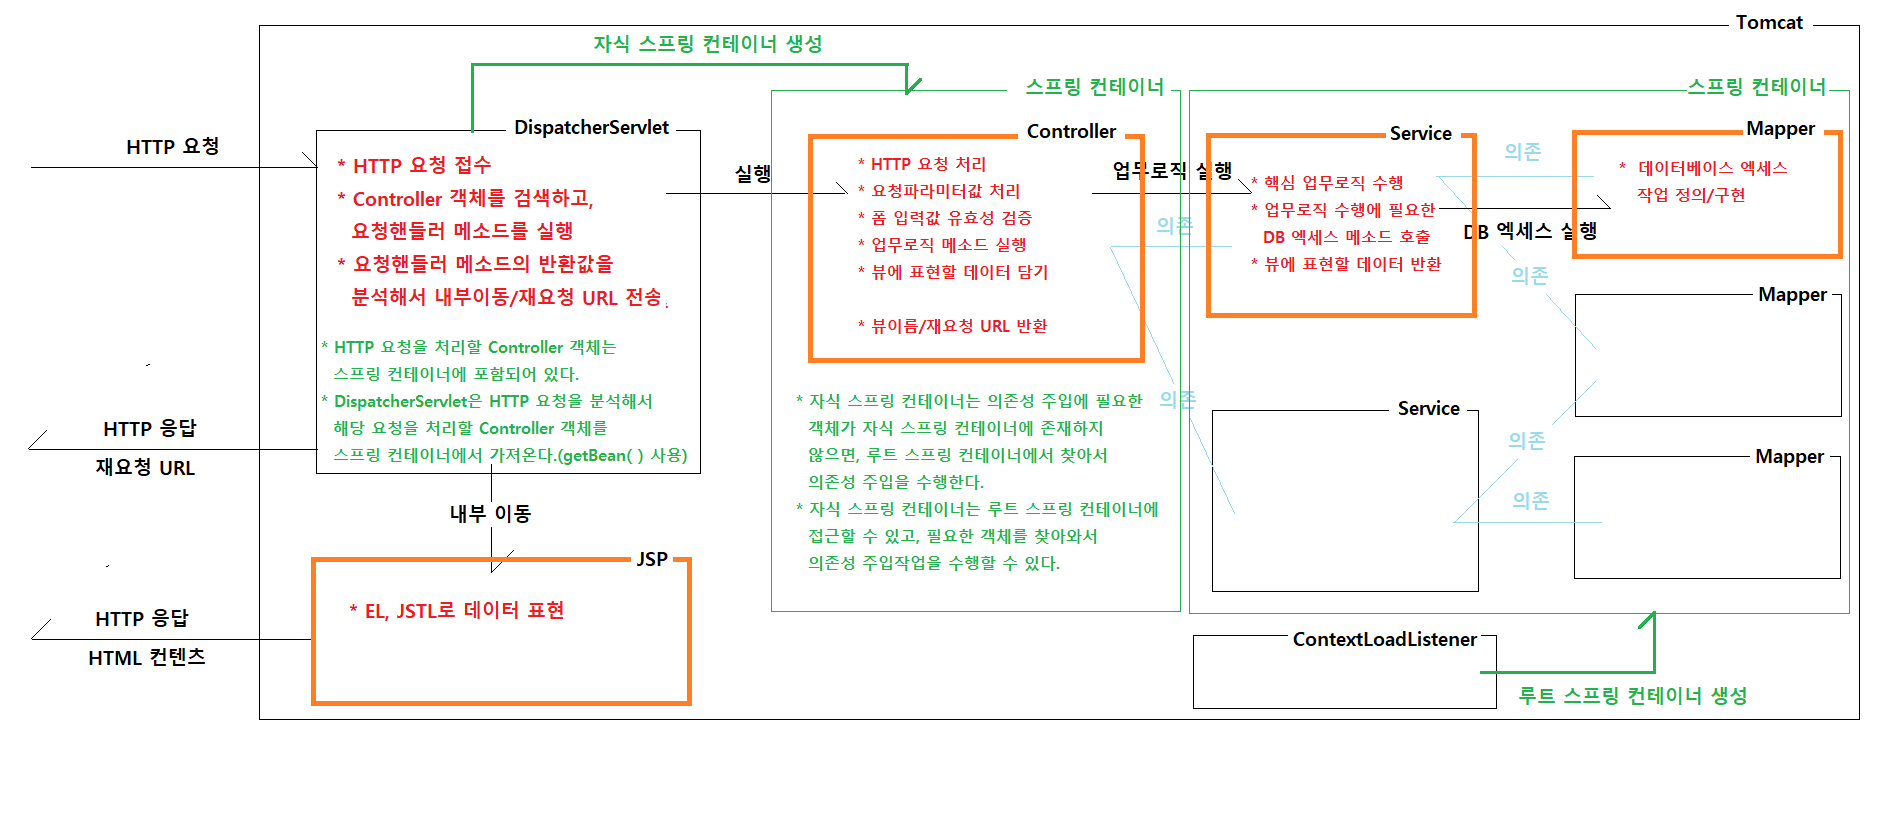 Tomcat
자식 스프링 컨테이너 생성
스프링 컨테이너
스프링 컨테이너
HTTP 요청
DispatcherServlet
* HTTP 요청 접수
* Controller 객체를 검색하고,
요청핸들러 메소드를 실행
* 요청핸들러 메소드의 반환값을
분석해서 내부이동/재요청 URL 전송
* HTTP 요청을 처리할 Controller 객체는
스프링 컨테이너에 포함되어 있다.
* DispatcherServlet은 HTTP 요청을 분석해서
해당 요청을 처리할 Controller 객체를
스프링 컨테이너에서 가져온다.(getBean( ) 사용)
실행
Controller
* HTTP 요청 처리
* 요청파라미터값 처리
* 폼 입력값 유효성 검증
* 업무로직 메소드 실행
* 뷰에 표현할 데이터 담기
* 뷰이름/재요청 URL 반환
* 자식 스프링 컨테이너는 의존성 주입에 필요한
객체가 자식 스프링 컨테이너에 존재하지
않으면, 루트 스프링 컨테이너에서 찾아서
의존성 주입을 수행한다.
* 자식 스프링 컨테이너는 루트 스프링 컨테이너에
접근할 수 있고, 필요한 객체를 찾아와서
의존성 주입작업을 수행할 수 있다.
업무로직 실행
의존
의존
Service
* 핵심 업무로직 수행
* 업무로직 수행에 필요한
DB 엑세스 메소드 호출
* 뷰에 표현할 데이터 반환
의존
DB 엑세스 실행
의존
Mapper
* 데이터베이스 엑세스
작업 정의/구현
Mapper
Service
의존
의존
Mapper
HTTP 응답
재요청 URL
내부 이동
JSP
* EL, JSTL로 데이터 표현
HTTP 응답
HTML 컨텐츠
ContextLoadListener
루트 스프링 컨테이너 생성